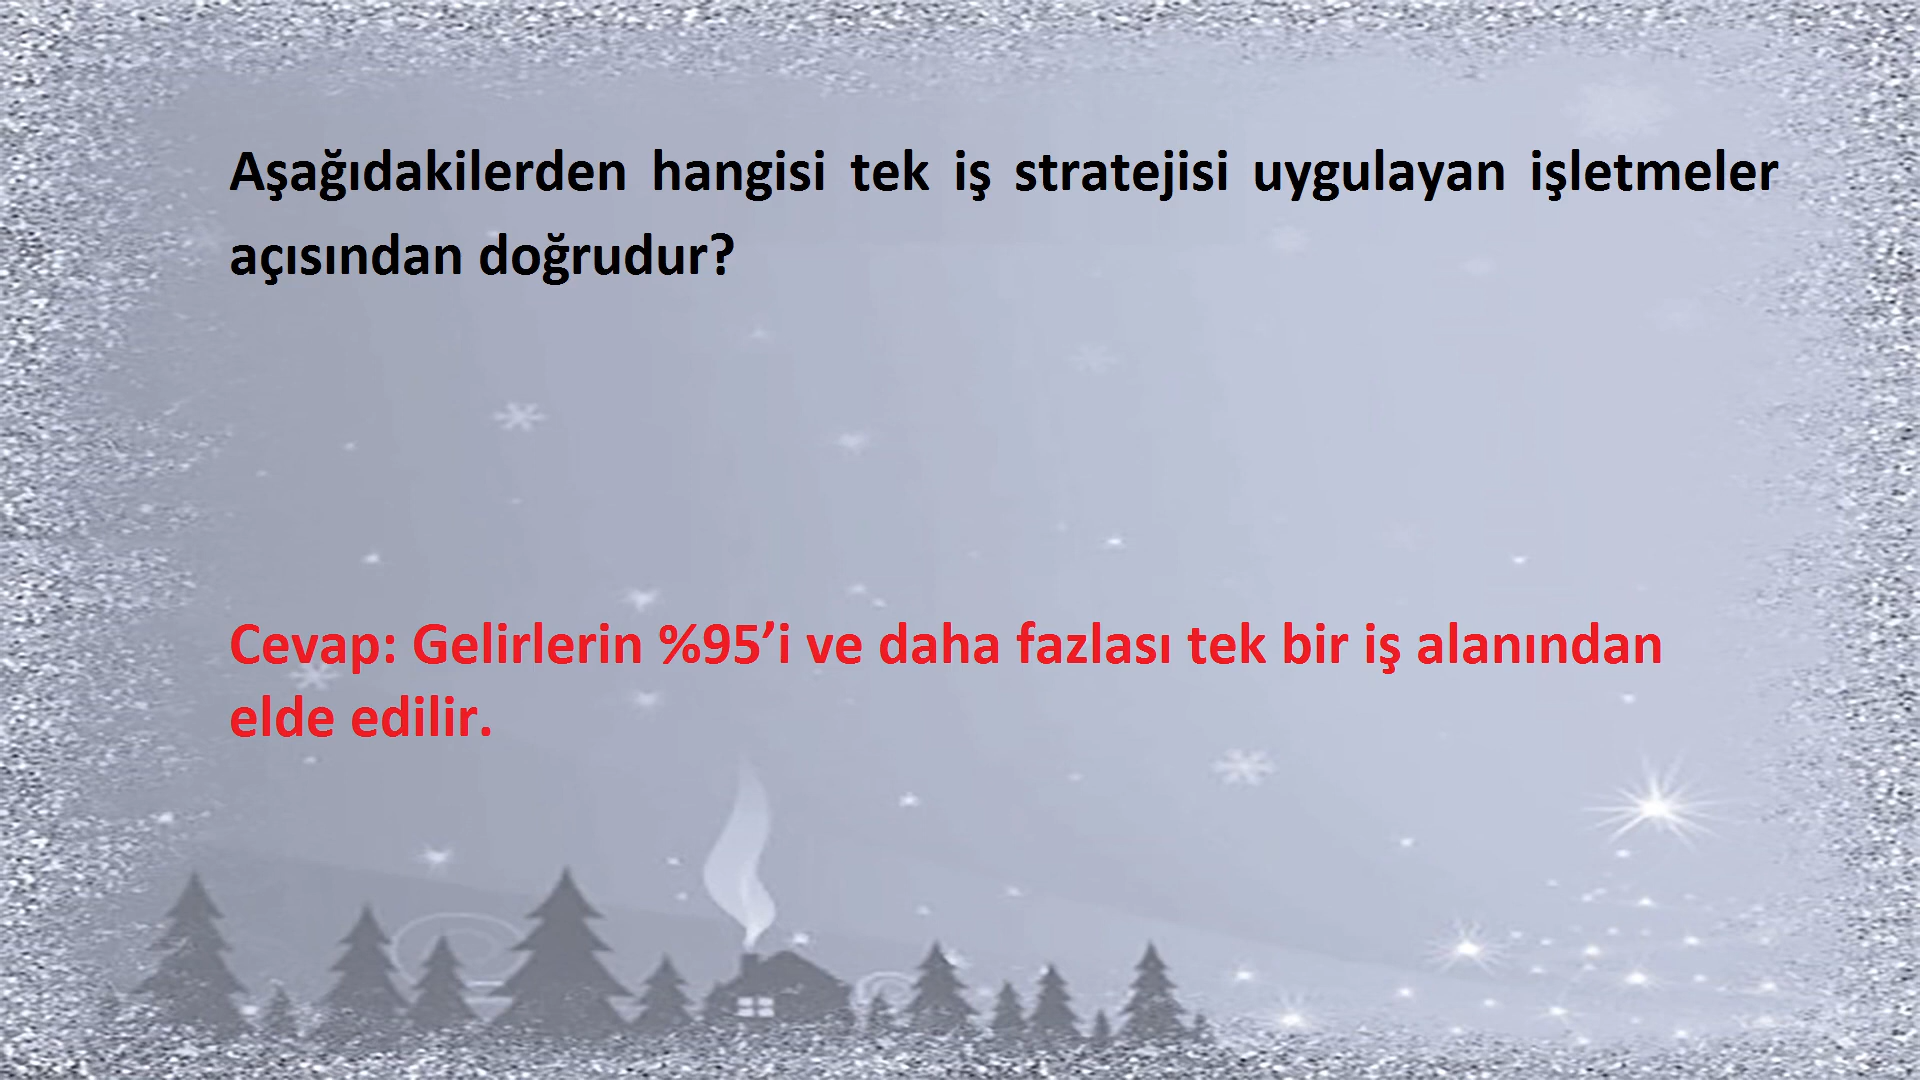 Aşağıdakilerden hangisi tek iş stratejisi uygulayan işletmeler
açısından doğrudur?
Cevap: Gelirlerin %95’i ve daha fazlası tek bir iş alanından
elde edilir.